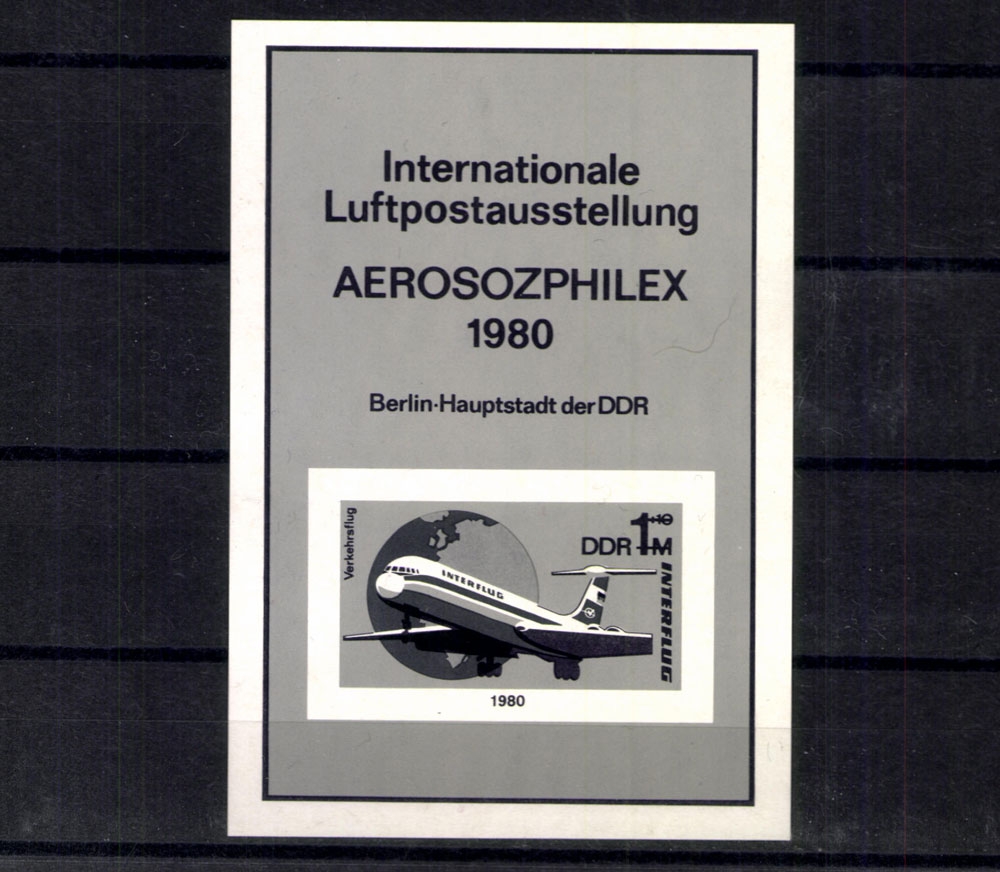 Internationale
Luftpostausstellung
AEROSOZPHILEX
1980
Berlin·Hauptstadt der DDR
Verkehrsflug
1+10
DDR M
INTERFLUG
INTERFLUG
1980